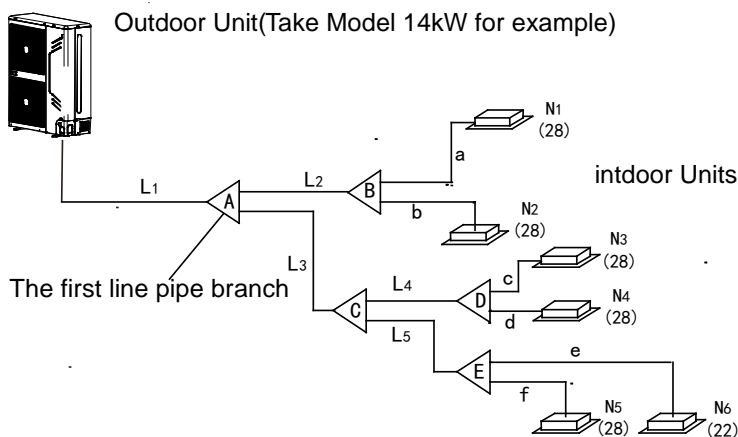 Outdoor Unit(Take Model 14kW for example)
N1
(28)
a
intdoor Units
L1
L2
A
B
b
N2
(28)
L3
N3
(28)
c
The first line pipe branch
L4
C
D
N4
(28)
d
L5
e
E
f
N5
(28)
N6
(22)